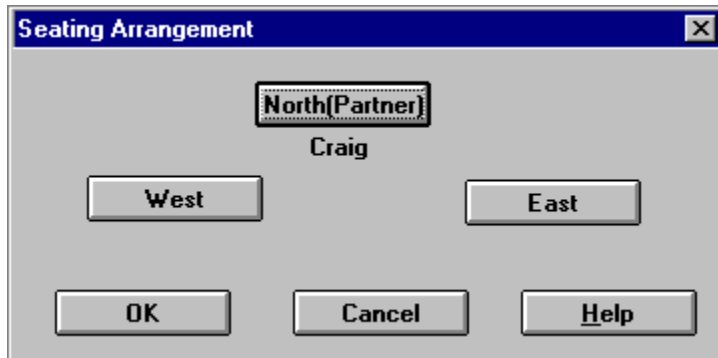 Seating Arrangement
North(Partner)
Craig
West
East
OK
Cancel
Help